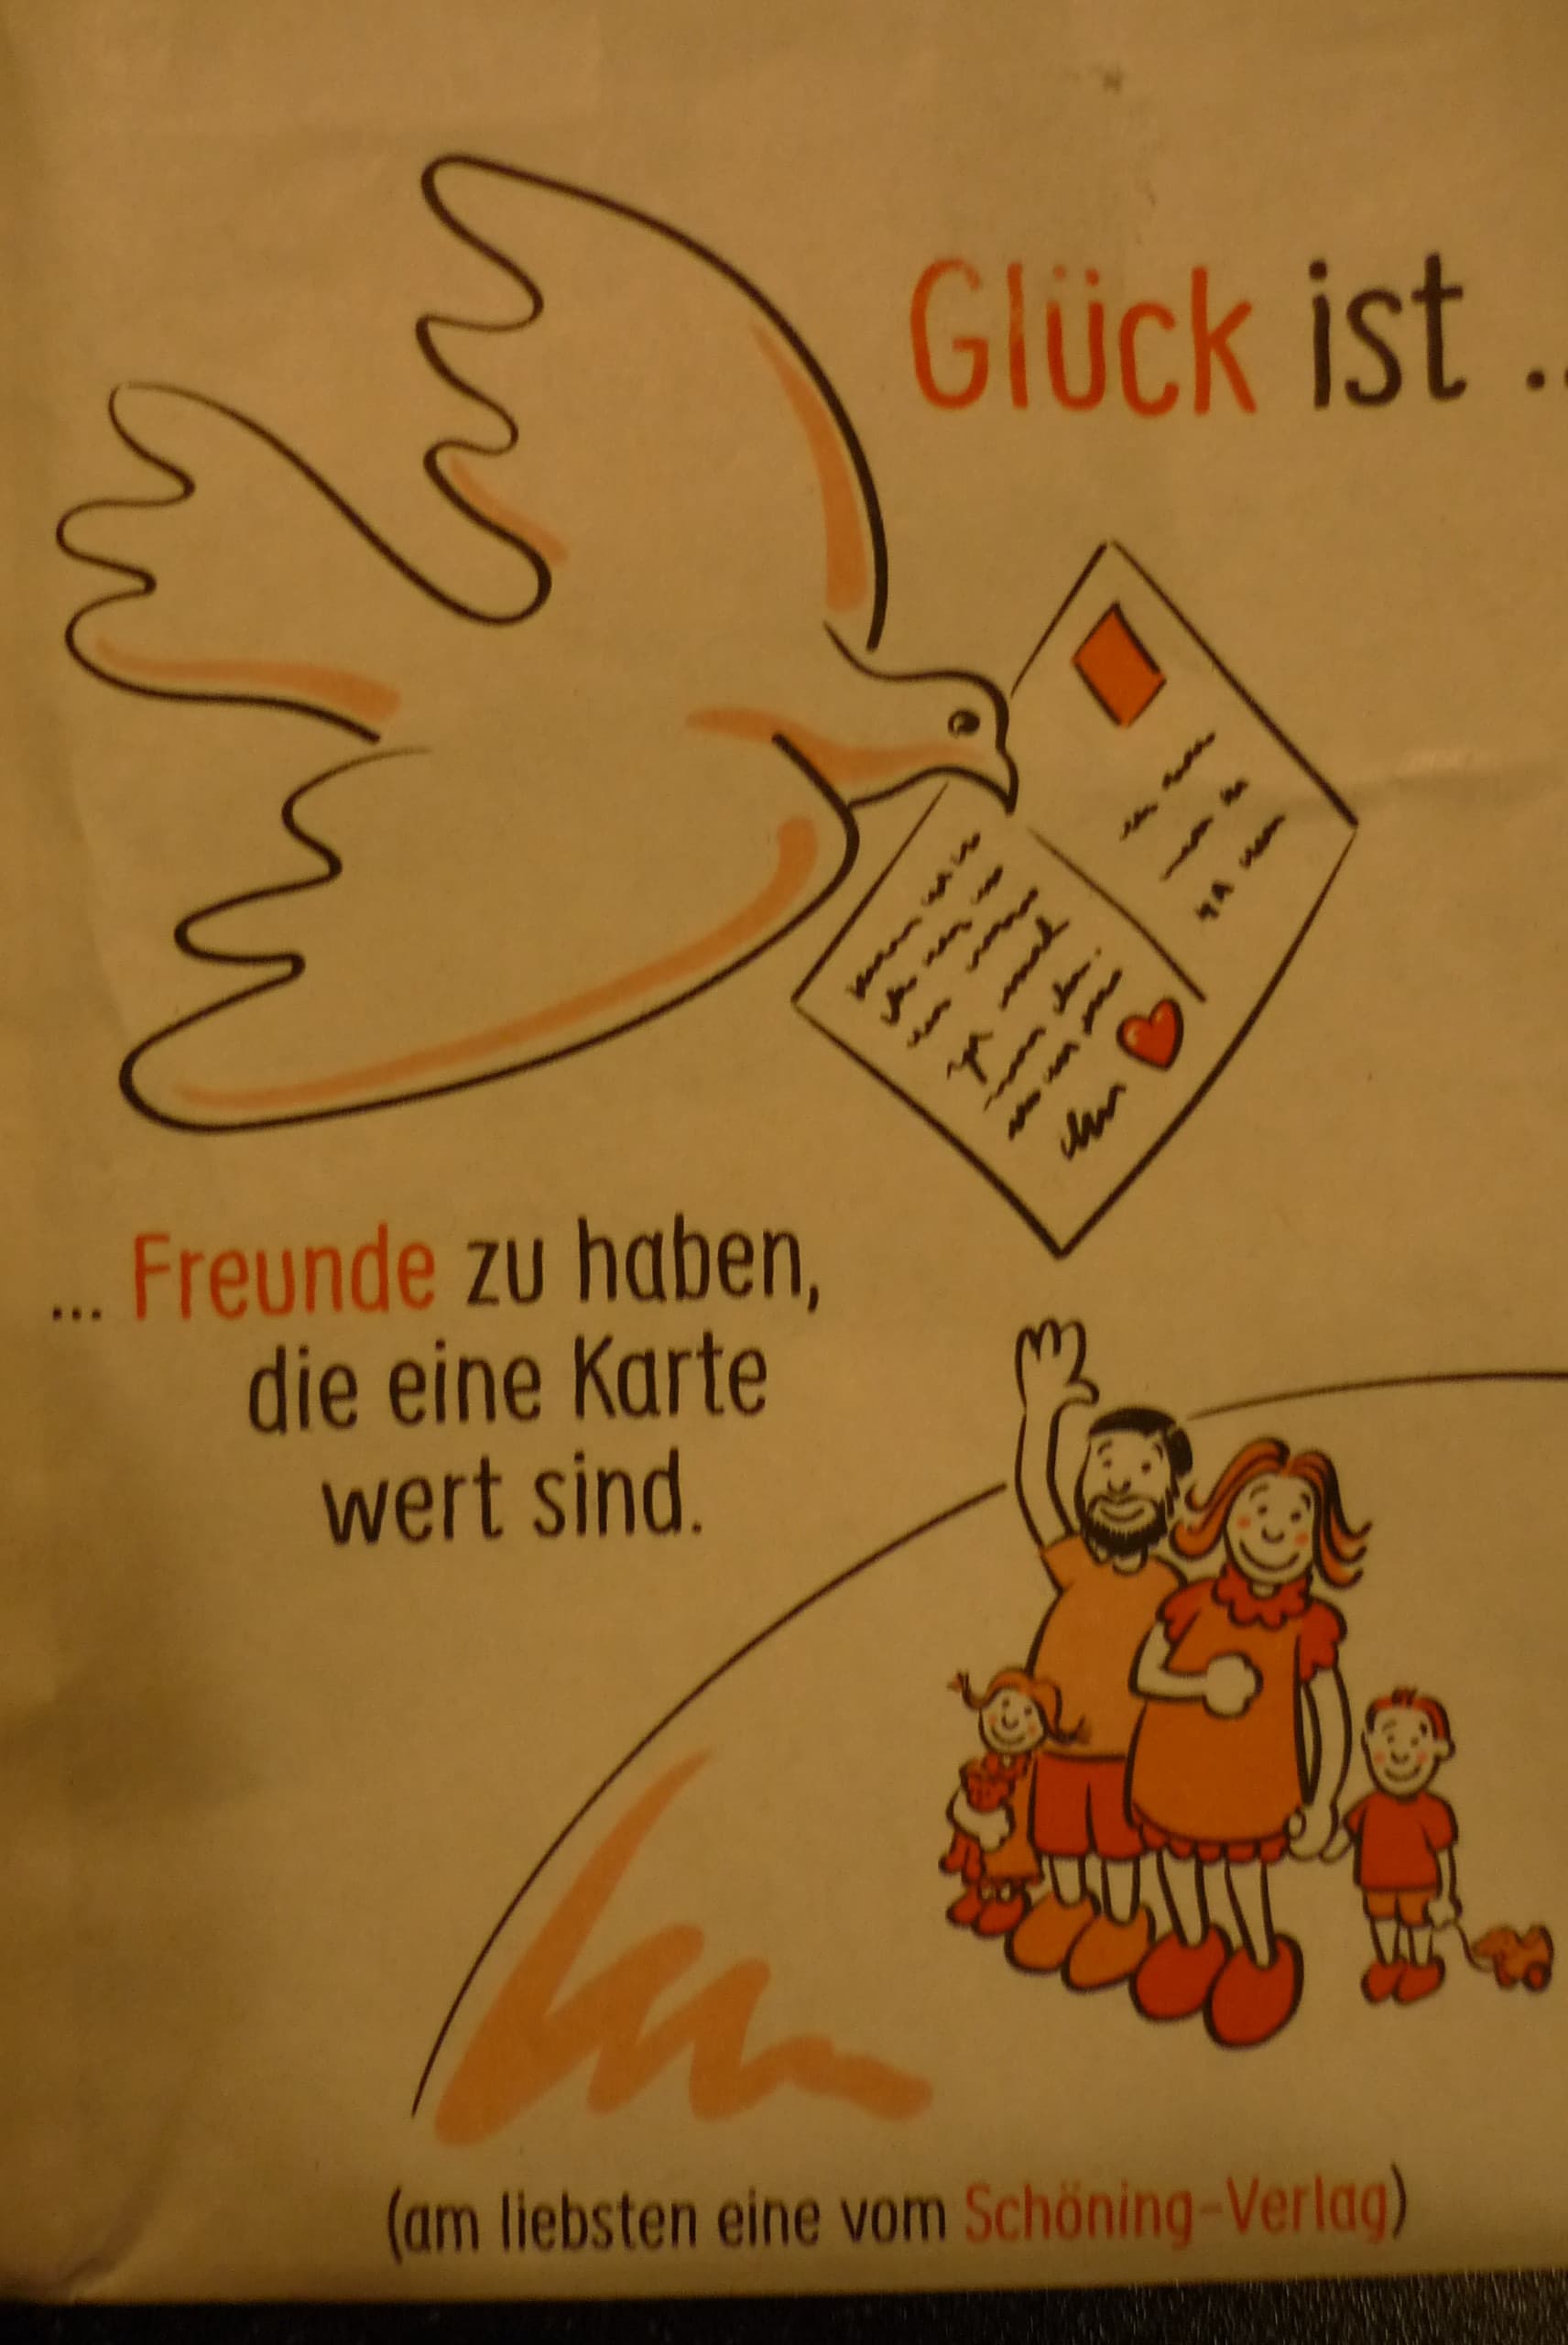 Glück ist ..
... Freunde zu haben,
die eine Karte
wert sind.
(am liebsten eine vom Schöning-Verlag)